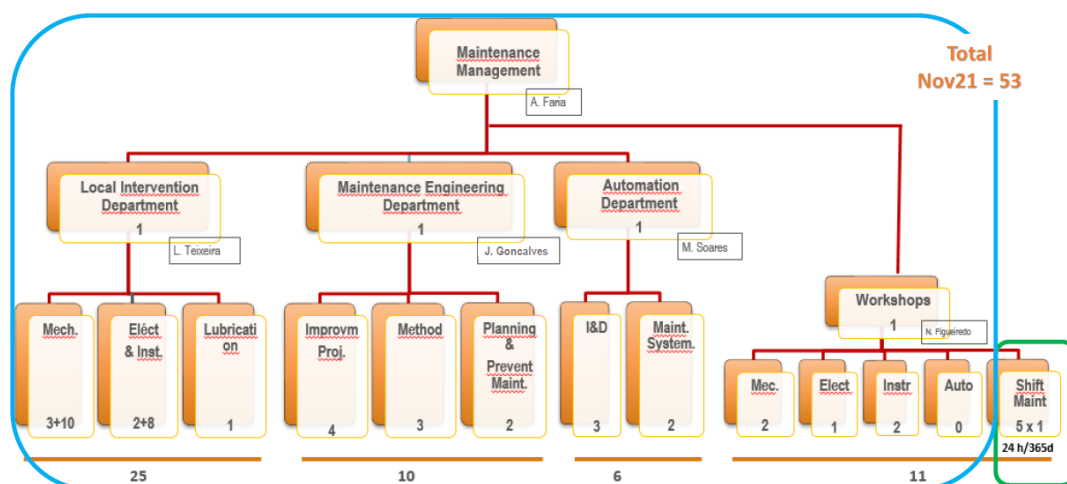 Maintenance
Management
A. Faria
Total
Nov21 = 53
Local Intervention
Department
1
L. Teixeira
Maintenance Engineering
Department
1
J. Goncalves
Automation
Department
1
M. Soares
Workshops
1
N. Figueiredo
Mech.
3+10
Eléct
& Inst.
2+8
Lubricati
on
1
Improvm
Proj.
4
Method
3
Planning
&
Prevent
Maint.
2
I&D
3
Maint.
System.
2
Mec.
2
Elect
1
Instr
2
Auto
0
Shift
Maint
5 x 1
24 h/365d
25
10
6
11